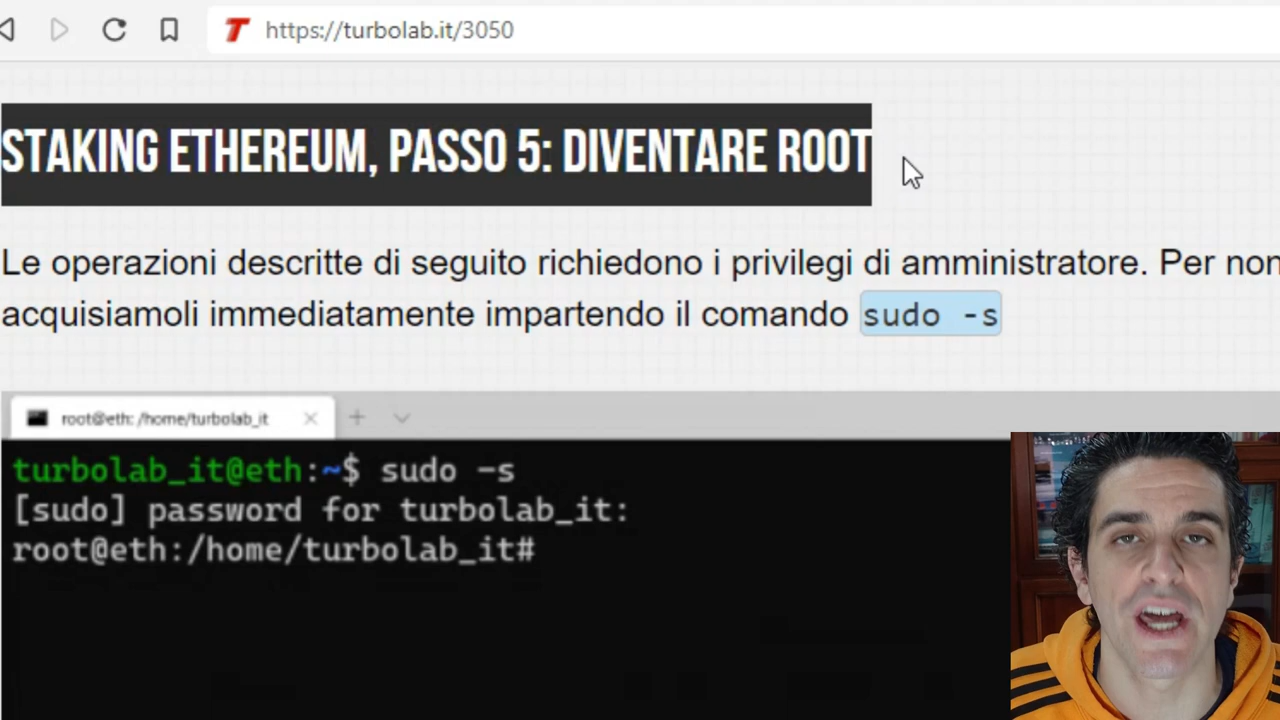 https://turbolab.it/3050
STAKING ETHEREUM, PASSO 5: DIVENTARE ROOT
Le operazioni descritte di seguito richiedono i privilegi di amministratore. Per non
acquisiamoli immediatamente impartendo il comando sudo -s
root@eth: /home/turbolab_it
turbolab_it@eth:~$ sudo -s
[sudo] password for turbolab_it:
root@eth:/home/turbolab_it#